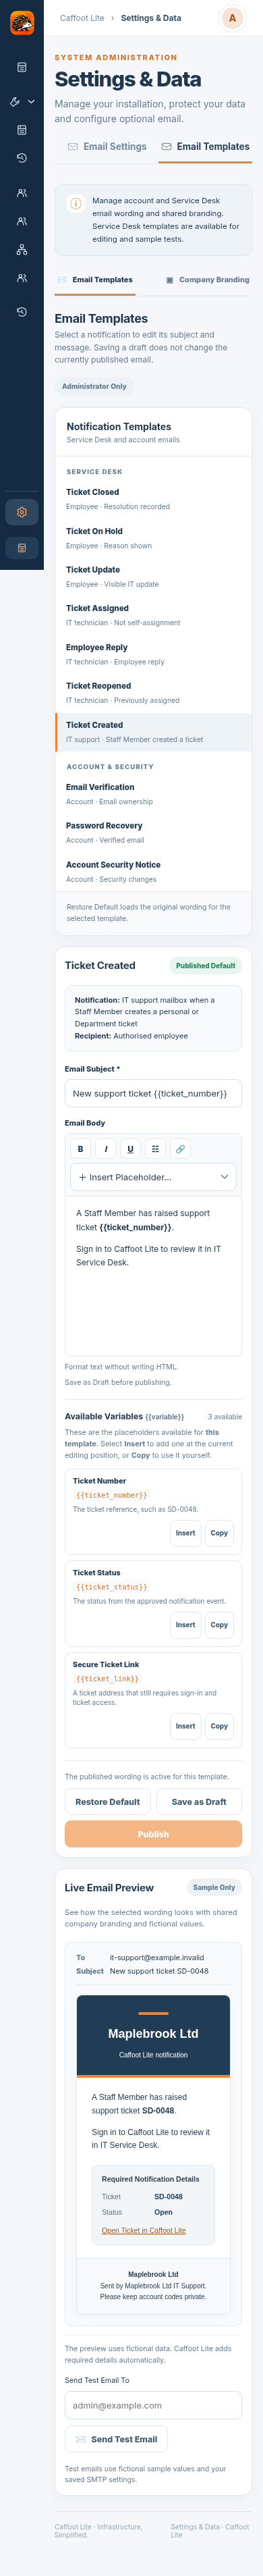 Caffoot Lite › Settings & Data
A
SYSTEM ADMINISTRATION
Settings & Data
Manage your installation, protect your data
and configure optional email.
Email Settings
Email Templates
Manage account and Service Desk
email wording and shared branding.
Service Desk templates are available for
editing and sample tests.
Email Templates
Company Branding
Email Templates
Select a notification to edit its subject and
message. Saving a draft does not change the
currently published email.
Administrator Only
Notification Templates
Service Desk and account emails
SERVICE DESK
Ticket Closed
Employee · Resolution recorded
Ticket On Hold
Employee · Reason shown
Ticket Update
Employee · Visible IT update
Ticket Assigned
IT technician · Not self-assignment
Employee Reply
IT technician · Employee reply
Ticket Reopened
IT technician · Previously assigned
Ticket Created
IT support · Staff Member created a ticket
ACCOUNT & SECURITY
Email Verification
Account · Email ownership
Password Recovery
Account · Verified email
Account Security Notice
Account · Security changes
Restore Default loads the original wording for the
selected template.
Ticket Created
Published Default
Notification: IT support mailbox when a
Staff Member creates a personal or
Department ticket
Recipient: Authorised employee
Email Subject *
New support ticket {{ticket_number}}
Email Body
B I U
+ Insert Placeholder...
A Staff Member has raised support
ticket {{ticket_number}}.
Sign in to Caffoot Lite to review it in IT
Service Desk.
Format text without writing HTML.
Save as Draft before publishing.
Available Variables {{variable}}
3 available
These are the placeholders available for this
template. Select Insert to add one at the current
editing position, or Copy to use it yourself.
Ticket Number
{{ticket_number}}
The ticket reference, such as SD-0048.
Insert Copy
Ticket Status
{{ticket_status}}
The status from the approved notification event.
Insert Copy
Secure Ticket Link
{{ticket_link}}
A ticket address that still requires sign-in and
ticket access.
Insert Copy
The published wording is active for this template.
Restore Default
Save as Draft
Publish
Live Email Preview
Sample Only
See how the selected wording looks with shared
company branding and fictional values.
To it-support@example.invalid
Subject New support ticket SD-0048
Maplebrook Ltd
Caffoot Lite notification
A Staff Member has raised
support ticket SD-0048.
Sign in to Caffoot Lite to review it
in IT Service Desk.
Required Notification Details
Ticket SD-0048
Status Open
Open Ticket in Caffoot Lite
Maplebrook Ltd
Sent by Maplebrook Ltd IT Support.
Please keep account codes private.
The preview uses fictional data. Caffoot Lite adds
required details automatically.
Send Test Email To
admin@example.com
Send Test Email
Test emails use fictional sample values and your
saved SMTP settings.
Caffoot Lite · Infrastructure,
Simplified.
Settings & Data · Caffoot
Lite